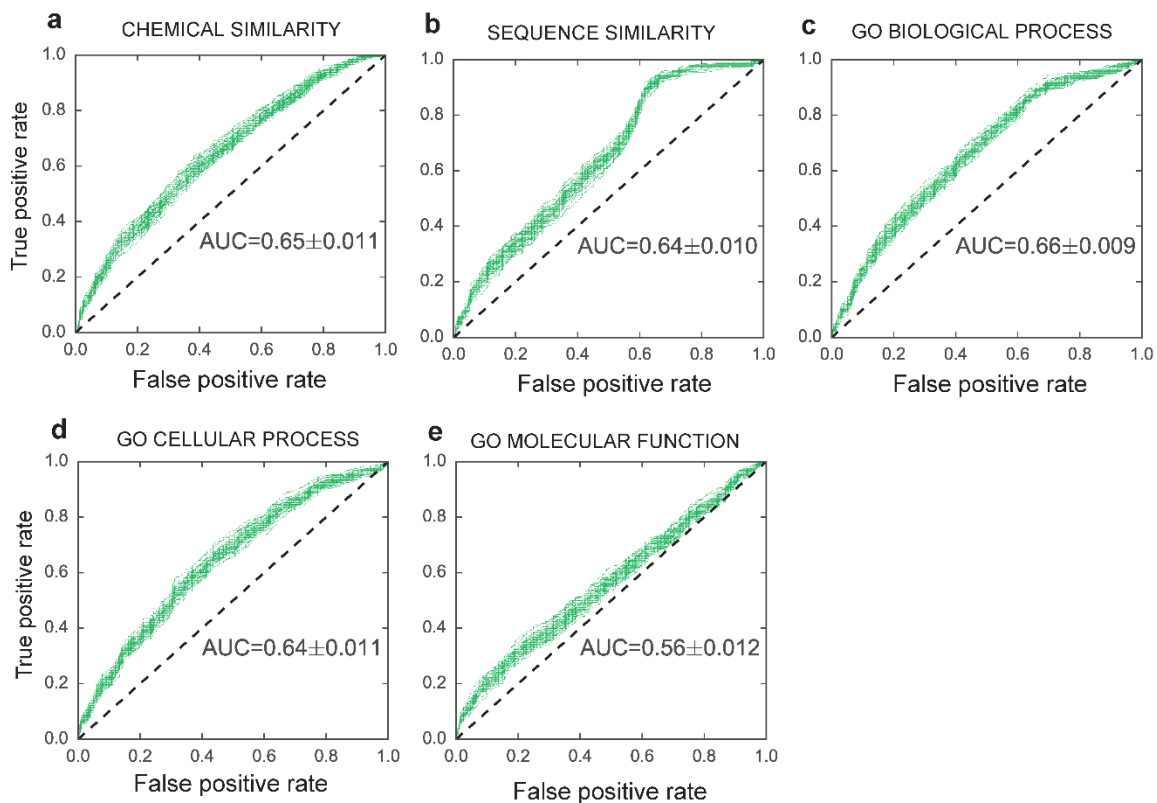 a
CHEMICAL SIMILARITY
1.0
0.8
0.6
0.4
0.2
0.0
True positive rate
AUC=0.65±0.011
0.0 0.2 0.4 0.6 0.8 1.0
False positive rate
b
SEQUENCE SIMILARITY
1.0
0.8
0.6
0.4
0.2
0.0
AUC=0.64±0.010
0.0 0.2 0.4 0.6 0.8 1.0
False positive rate
c
GO BIOLOGICAL PROCESS
1.0
0.8
0.6
0.4
0.2
0.0
AUC=0.66±0.009
0.0 0.2 0.4 0.6 0.8 1.0
False positive rate
d
GO CELLULAR PROCESS
1.0
0.8
0.6
0.4
0.2
0.0
True positive rate
AUC=0.64±0.011
0.0 0.2 0.4 0.6 0.8 1.0
False positive rate
e
GO MOLECULAR FUNCTION
1.0
0.8
0.6
0.4
0.2
0.0
AUC=0.56±0.012
0.0 0.2 0.4 0.6 0.8 1.0
False positive rate